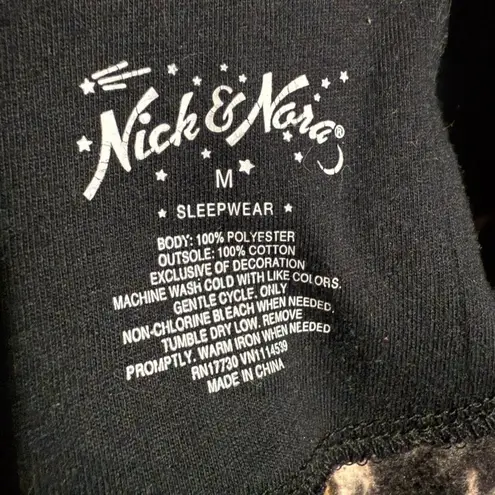 Nick & Nora®
M
SLEEPWEAR
BODY: 100% POLYESTER
OUTSOLE: 100% COTTON
EXCLUSIVE OF DECORATION
MACHINE WASH COLD WITH LIKE COLORS.
GENTLE CYCLE. ONLY
NON-CHLORINE BLEACH WHEN NEEDED.
TUMBLE DRY LOW. REMOVE
PROMPTLY. WARM IRON WHEN NEEDED
RN17730 VN1114539
MADE IN CHINA